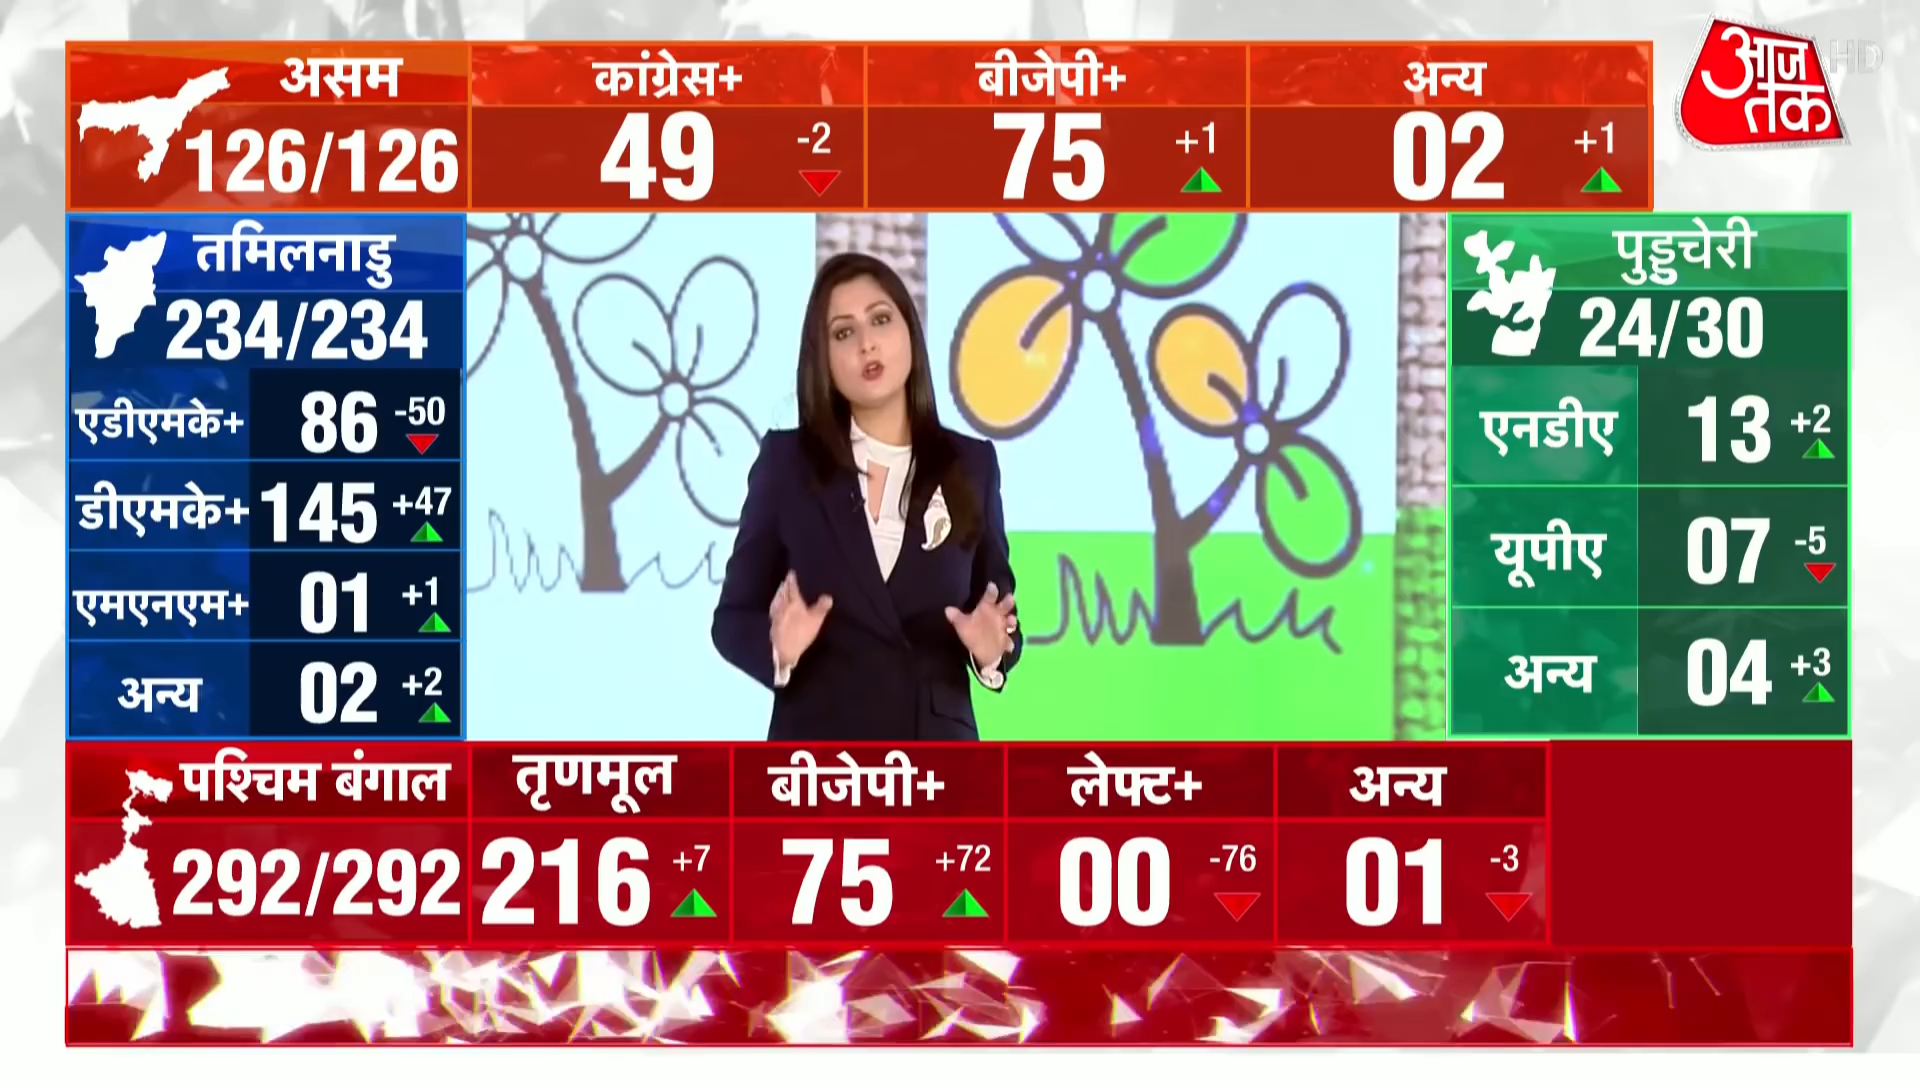 असम
126/126
कांग्रेस+
49
-2
बीजेपी+
75
+1
अन्य
02
+1
आज
तक
HD
तमिलनाडु
234/234
एडीएमके+ 86 -50
डीएमके+ 145 +47
एमएनएम+ 01 +1
अन्य 02 +2
पुड्डुचेरी
24/30
एनडीए 13 +2
यूपीए 07 -5
अन्य 04 +3
पश्चिम बंगाल
292/292
तृणमूल
216
+7
बीजेपी+
75
+72
लेफ्ट+
00
-76
अन्य
01
-3